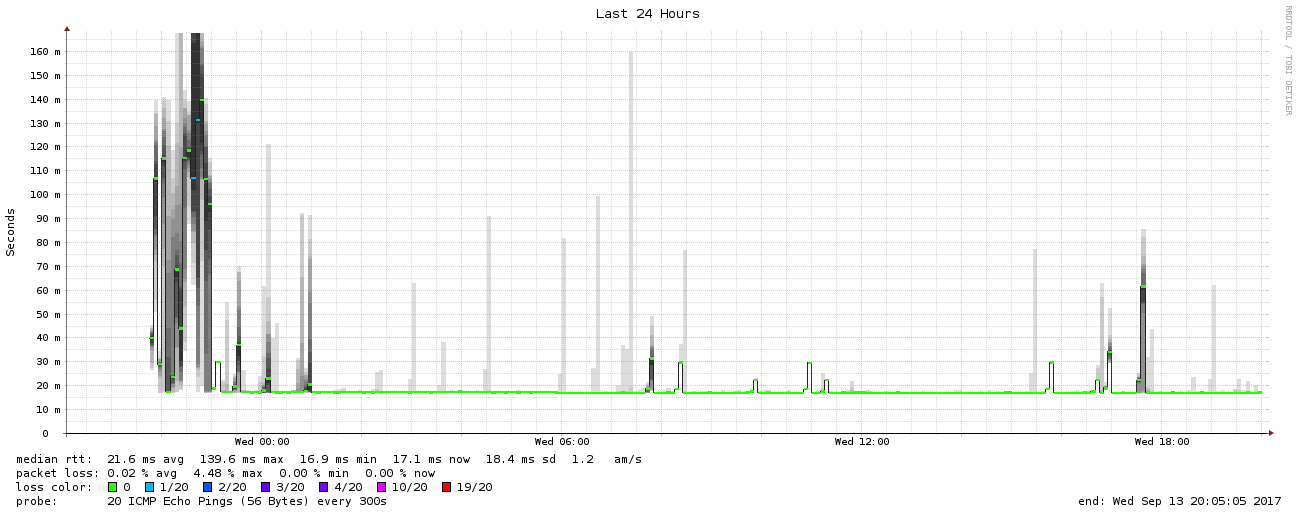 Last 24 Hours
RRDTOOL / TOBI OETIKER
Seconds
160 m
150 m
140 m
130 m
120 m
110 m
100 m
90 m
80 m
70 m
60 m
50 m
40 m
30 m
20 m
10 m
0
Wed 00:00 Wed 06:00 Wed 12:00 Wed 18:00
median rtt: 21.6 ms avg 139.6 ms max 16.9 ms min 17.1 ms now 18.4 ms sd 1.2 am/s
packet loss: 0.02 % avg 4.48 % max 0.00 % min 0.00 % now
loss color: 0 1/20 2/20 3/20 4/20 10/20 19/20
probe: 20 ICMP Echo Pings (56 Bytes) every 300s end: Wed Sep 13 20:05:05 2017